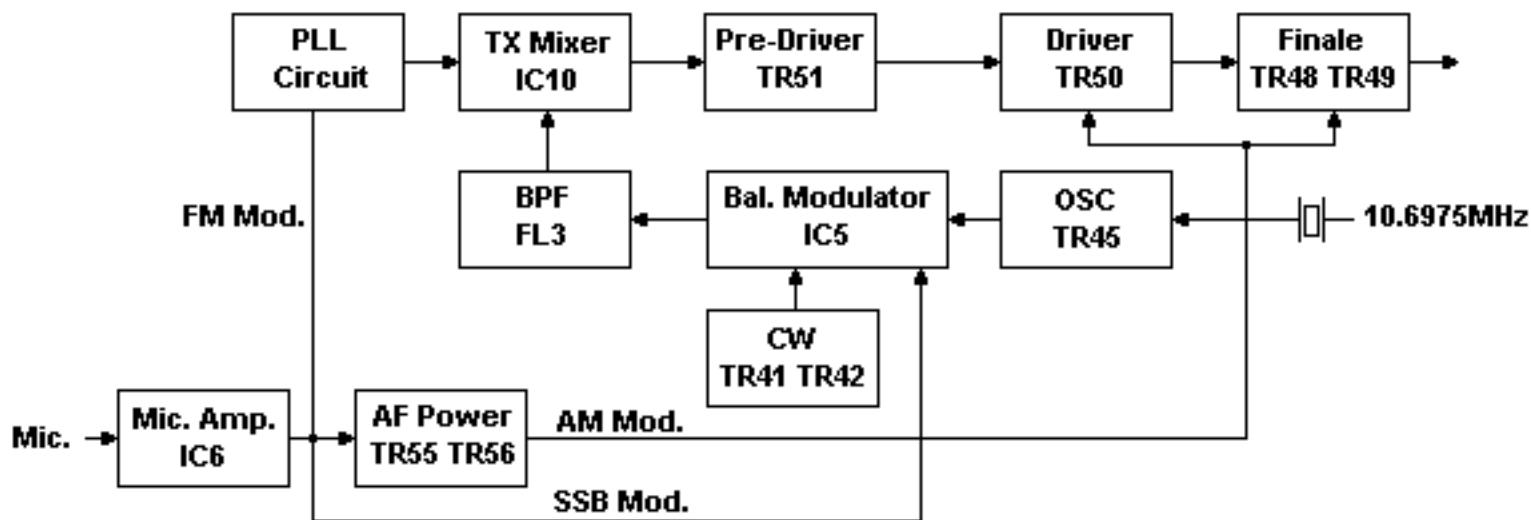 PLL
Circuit
TX Mixer
IC10
Pre-Driver
TR51
Driver
TR50
Finale
TR48 TR49
FM Mod.
BPF
FL3
Bal. Modulator
IC5
OSC
TR45
10.6975MHz
CW
TR41 TR42
Mic.
Mic. Amp.
IC6
AF Power
TR55 TR56
AM Mod.
SSB Mod.